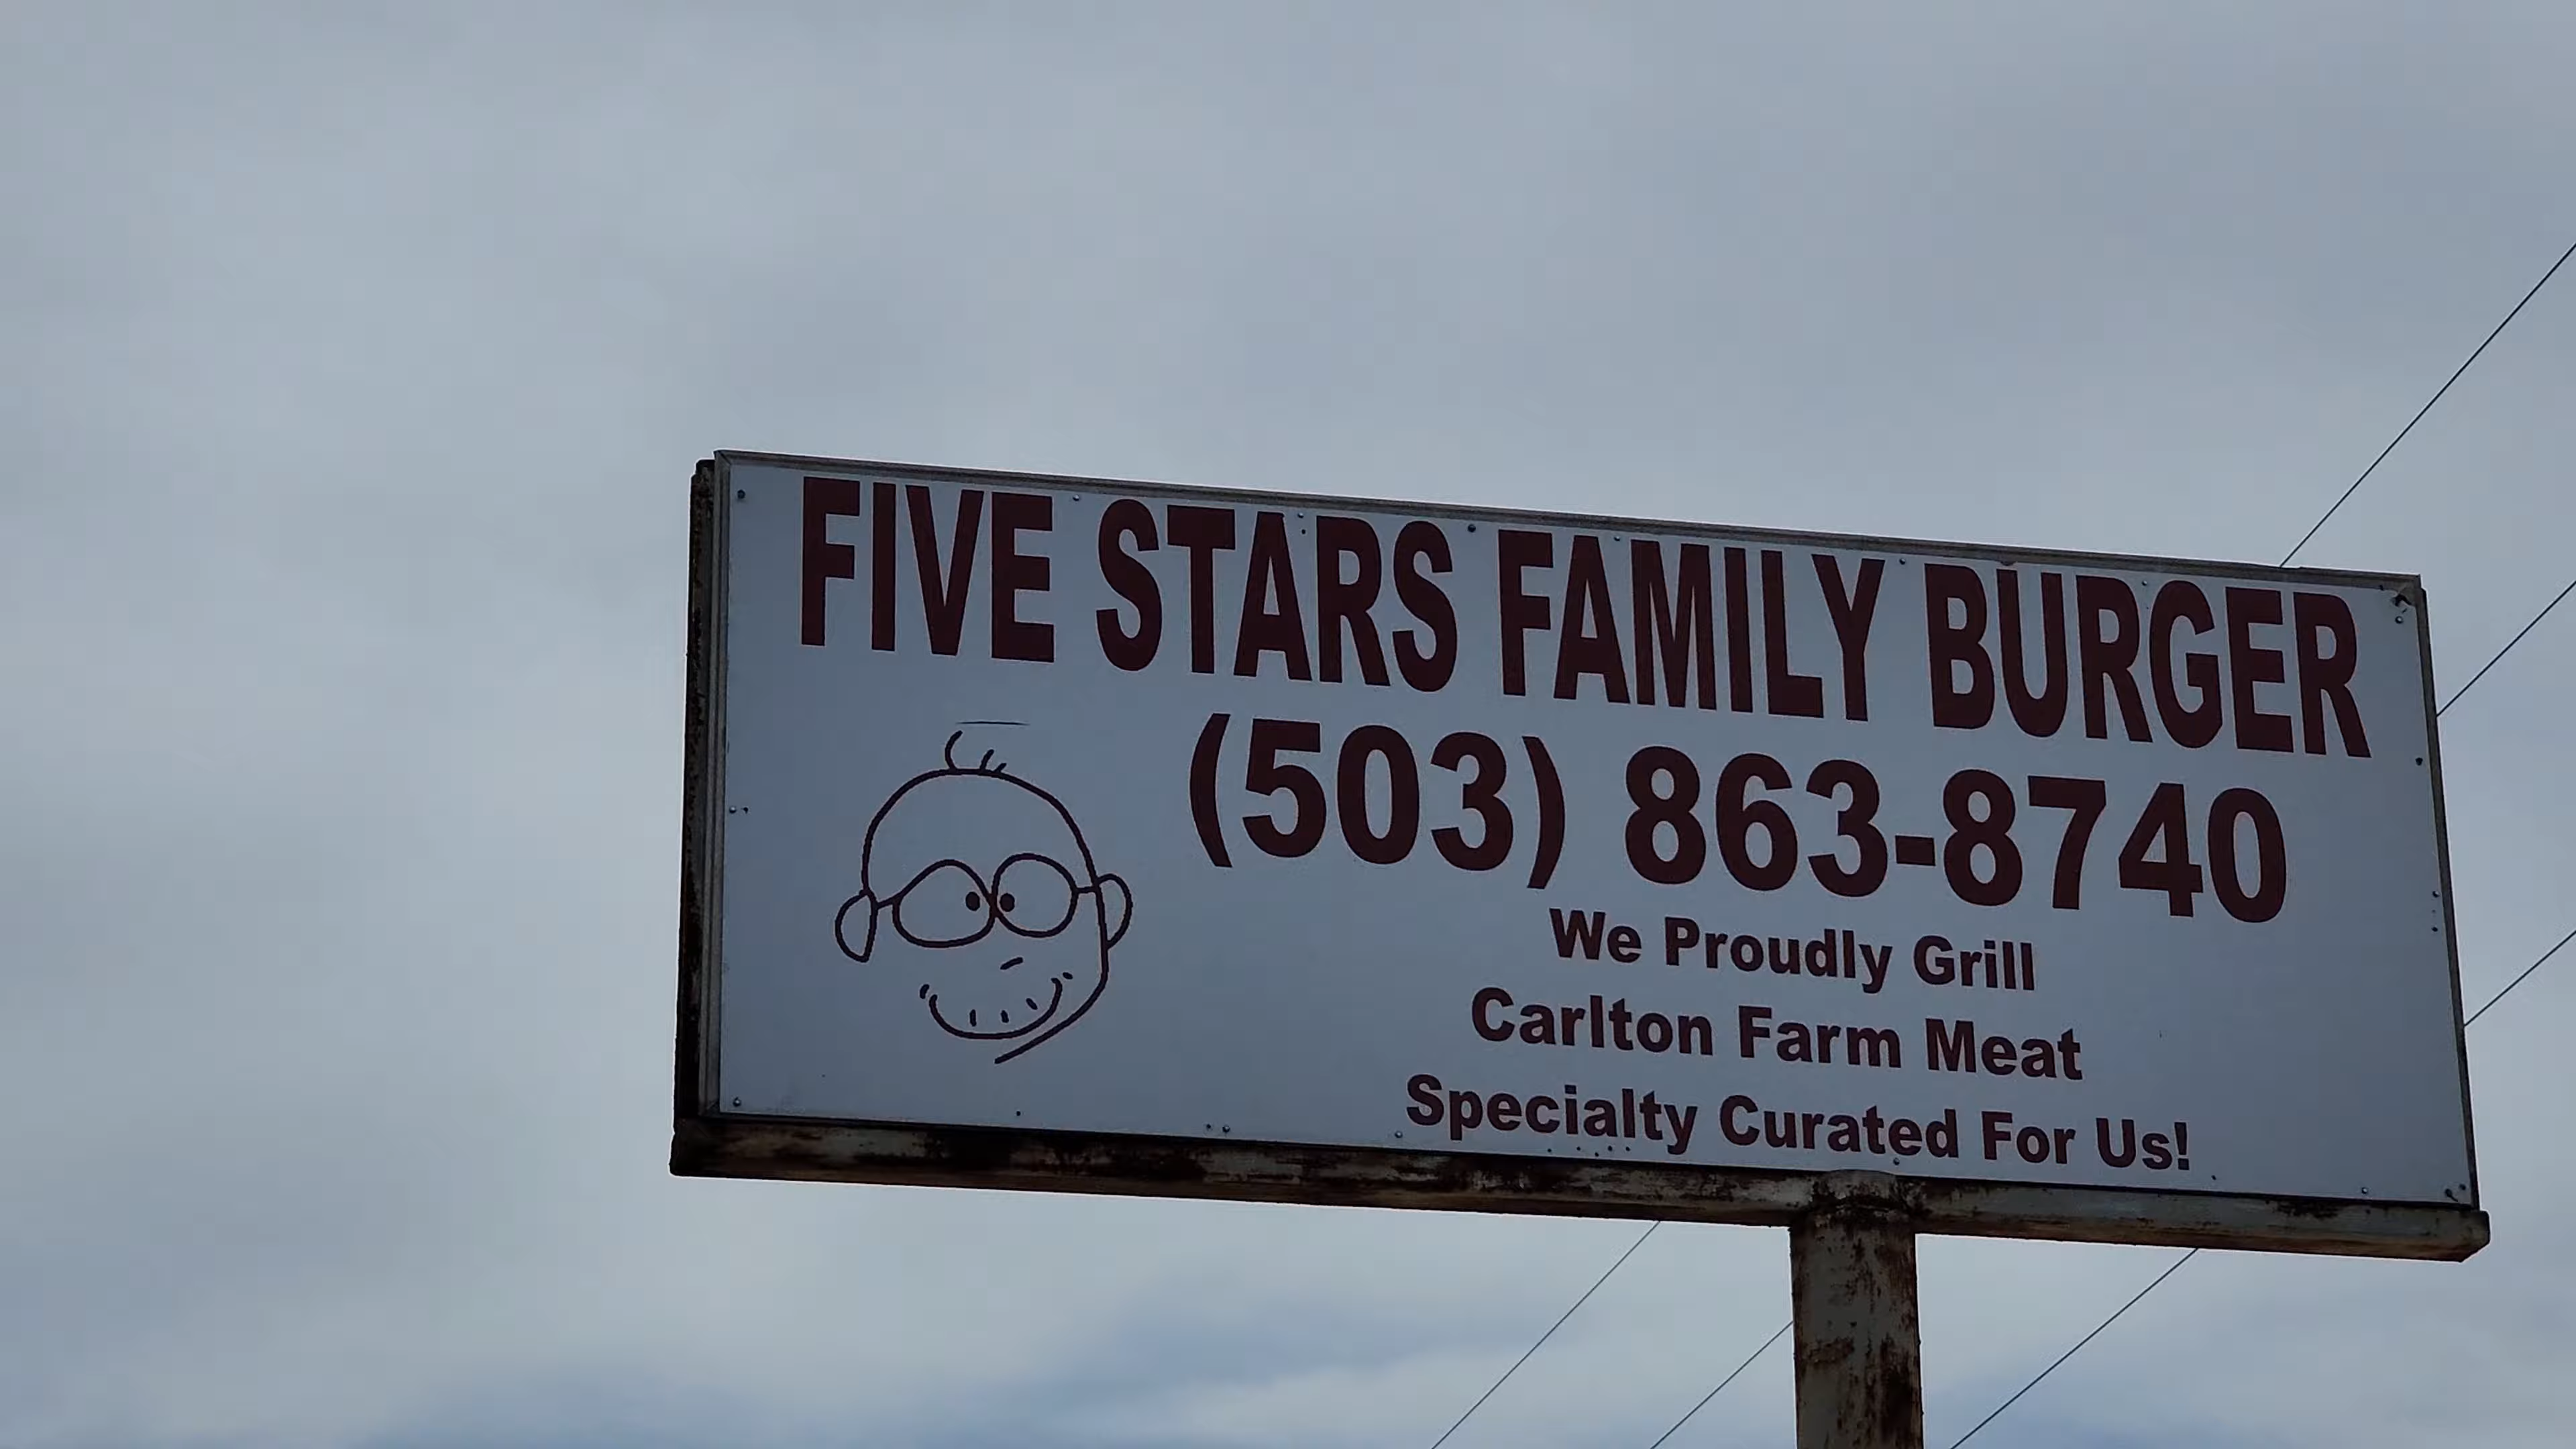 FIVE STARS FAMILY BURGER
(503) 863-8740
We Proudly Grill
Carlton Farm Meat
Specialty Curated For Us!